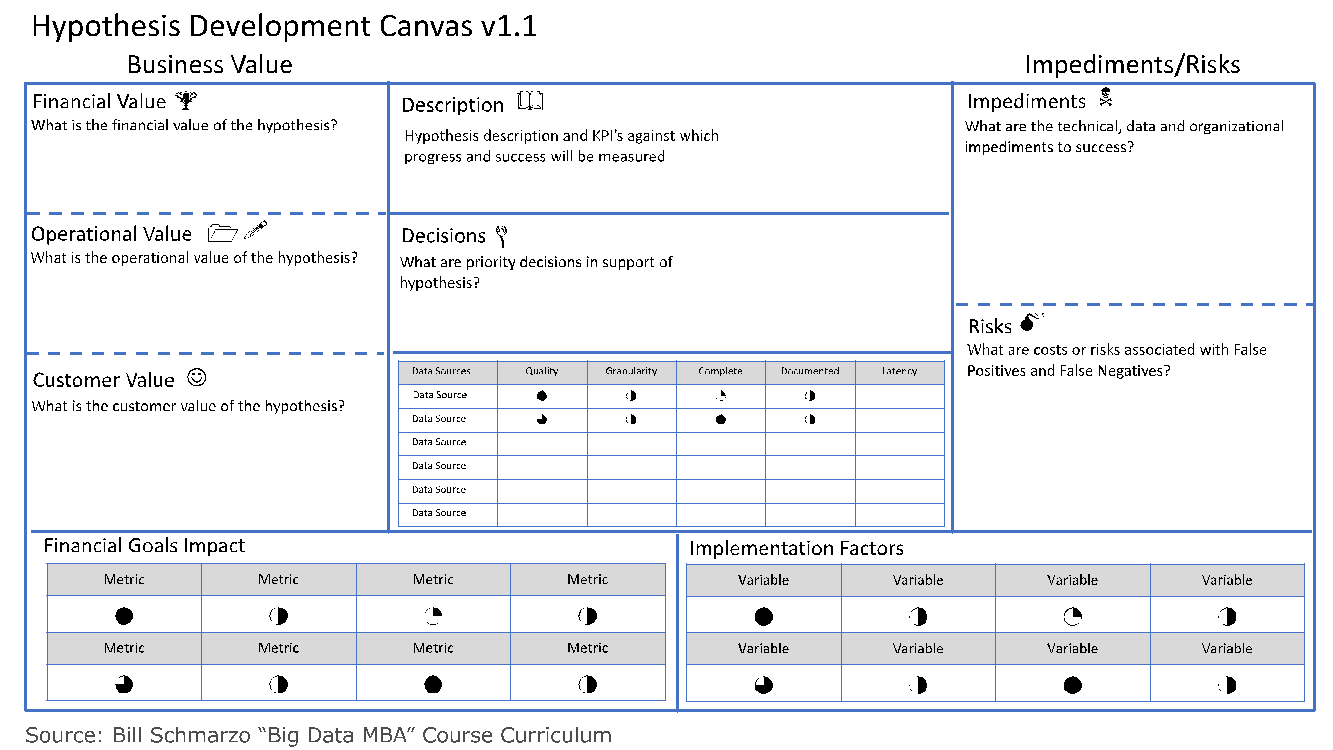 Hypothesis Development Canvas v1.1
Business Value
Impediments/Risks
Financial Value
What is the financial value of the hypothesis?
Operational Value
What is the operational value of the hypothesis?
Customer Value
What is the customer value of the hypothesis?
Description
Hypothesis description and KPI's against which
progress and success will be measured
Decisions
What are priority decisions in support of
hypothesis?
Data Sources Quality Granularity Complete Documented Latency
Data Source
Data Source
Data Source
Data Source
Data Source
Data Source
Impediments
What are the technical, data and organizational
impediments to success?
Risks
What are costs or risks associated with False
Positives and False Negatives?
Financial Goals Impact
Metric Metric Metric Metric
Metric Metric Metric Metric
Implementation Factors
Variable Variable Variable Variable
Variable Variable Variable Variable
Source: Bill Schmarzo “Big Data MBA” Course Curriculum